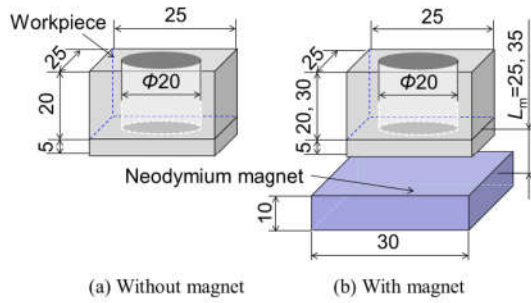 25
25
Workpiece
25
25
Φ20
Φ20
20
20, 30
Lm=25, 35
5
5
Neodymium magnet
10
30
(a) Without magnet
(b) With magnet